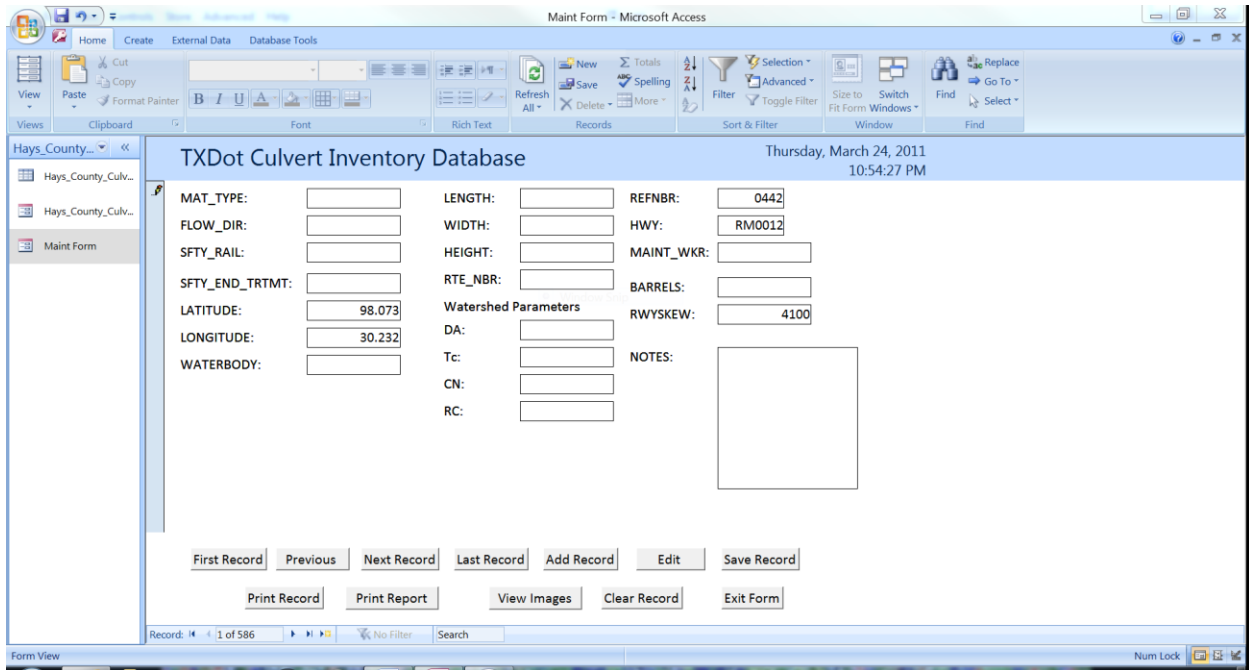 Maint Form - Microsoft Access
Home Create External Data Database Tools
View
Views
Paste
Cut
Copy
Format Painter
Clipboard
B I U A
Font
Rich Text
Refresh
All
New
Save
Delete
Totals
Spelling
More
Records
Filter
Selection
Advanced
Toggle Filter
Sort & Filter
Size to
Fit Form
Switch
Windows
Window
Find
Replace
Go To
Select
Find
Hays_County... «
Hays_County_Culv...
Hays_County_Culv...
Maint Form
TXDot Culvert Inventory Database
Thursday, March 24, 2011
10:54:27 PM
MAT_TYPE:
FLOW_DIR:
SFTY_RAIL:
SFTY_END_TRTMT:
LATITUDE: 98.073
LONGITUDE: 30.232
WATERBODY:
LENGTH:
WIDTH:
HEIGHT:
RTE_NBR:
Watershed Parameters
DA:
Tc:
CN:
RC:
REFNBR: 0442
HWY: RM0012
MAINT_WKR:
BARRELS:
RWYSKEW: 4100
NOTES:
First Record Previous Next Record Last Record Add Record Edit Save Record
Print Record Print Report View Images Clear Record Exit Form
Record: 1 of 586 No Filter Search
Form View Num Lock